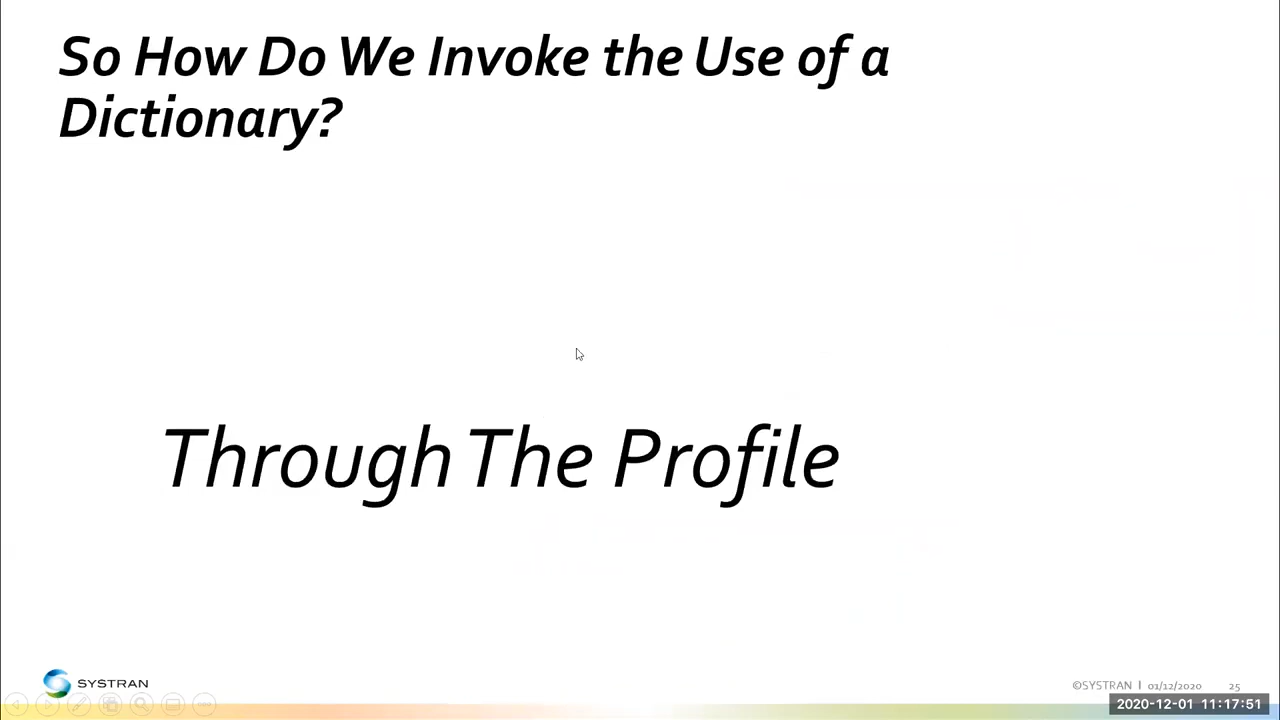 So How Do We Invoke the Use of a
Dictionary?
Through The Profile
SYSTRAN
©SYSTRAN | 01/12/2020 25
2020-12-01 11:17:51